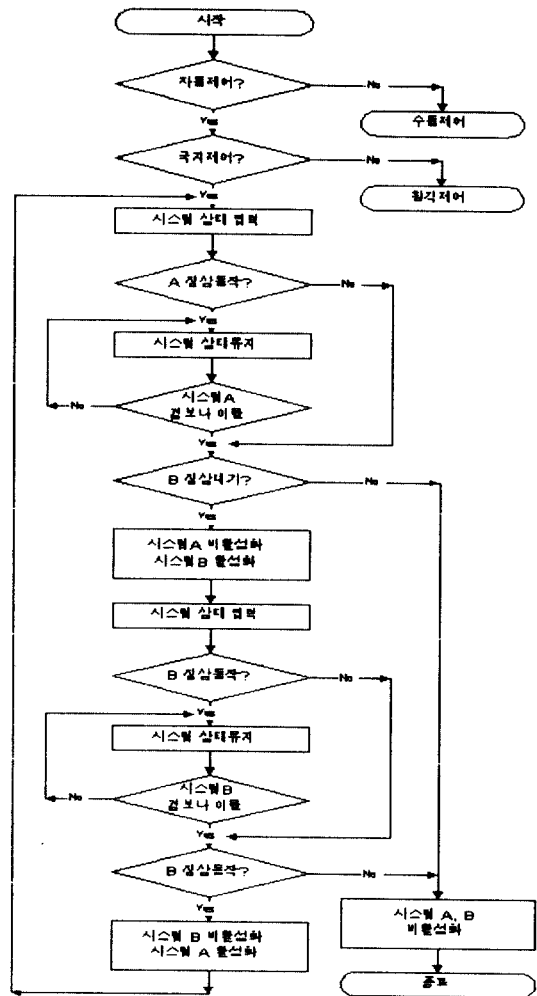 시작
자동제어?
No
Yes
수동제어
국지제어?
No
Yes
원격제어
시스템 상태 입력
A 정상동작?
No
Yes
시스템 상태유지
시스템A
경보나 이몰
No
Yes
B 정상대기?
No
Yes
시스템A 비활성화
시스템B 활성화
시스템 상태 입력
B 정상동작?
No
Yes
시스템 상태유지
시스템B
경보나 이몰
No
Yes
B 정상동작?
No
Yes
시스템 B 비활성화
시스템 A 활성화
시스템 A, B
비활성화
종료